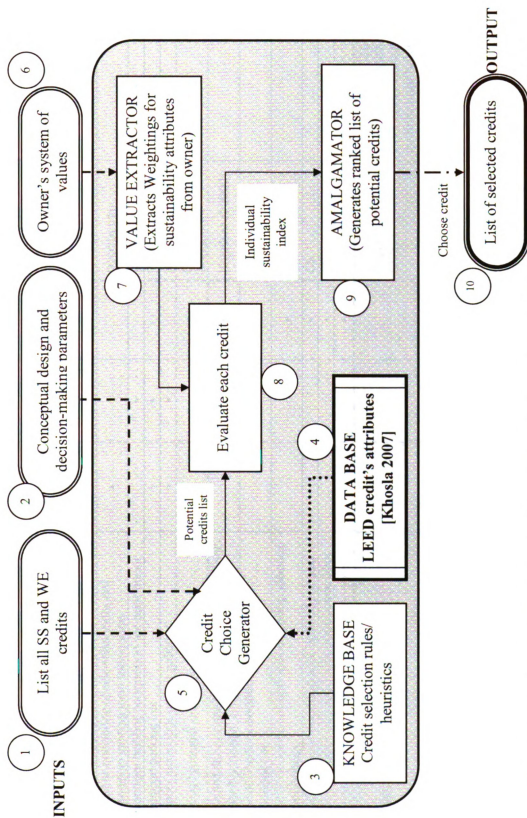 INPUTS
1
List all SS and WE
credits
2
Conceptual design and
decision-making parameters
6
Owner's system of
values
3
KNOWLEDGE BASE
Credit selection rules/
heuristics
4
DATA BASE
LEED credit's attributes
[Khosla 2007]
5
Credit
Choice
Generator
Potential
credits list
7
VALUE EXTRACTOR
(Extracts Weightings for
sustainability attributes
from owner)
8
Evaluate each credit
Individual
sustainability
index
9
AMALGAMATOR
(Generates ranked list of
potential credits)
Choose credit
10
OUTPUT
List of selected credits